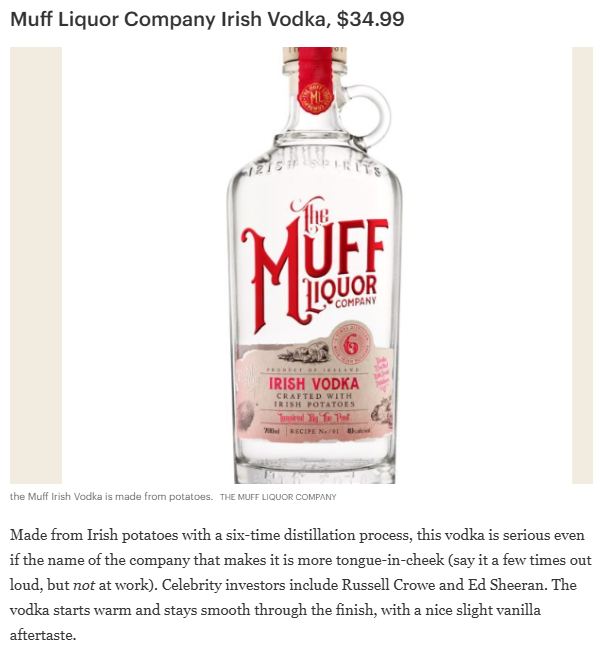 Muff Liquor Company Irish Vodka, $34.99
ML
IRISH SPIRITS
The
MUFF
LIQUOR
COMPANY
6
PRODUCT OF IRELAND
IRISH VODKA
CRAFTED WITH
IRISH POTATOES
Inspired By The Past
700ml RECIPE No/01
the Muff Irish Vodka is made from potatoes. THE MUFF LIQUOR COMPANY
Made from Irish potatoes with a six-time distillation process, this vodka is serious even
if the name of the company that makes it is more tongue-in-cheek (say it a few times out
loud, but not at work). Celebrity investors include Russell Crowe and Ed Sheeran. The
vodka starts warm and stays smooth through the finish, with a nice slight vanilla
aftertaste.